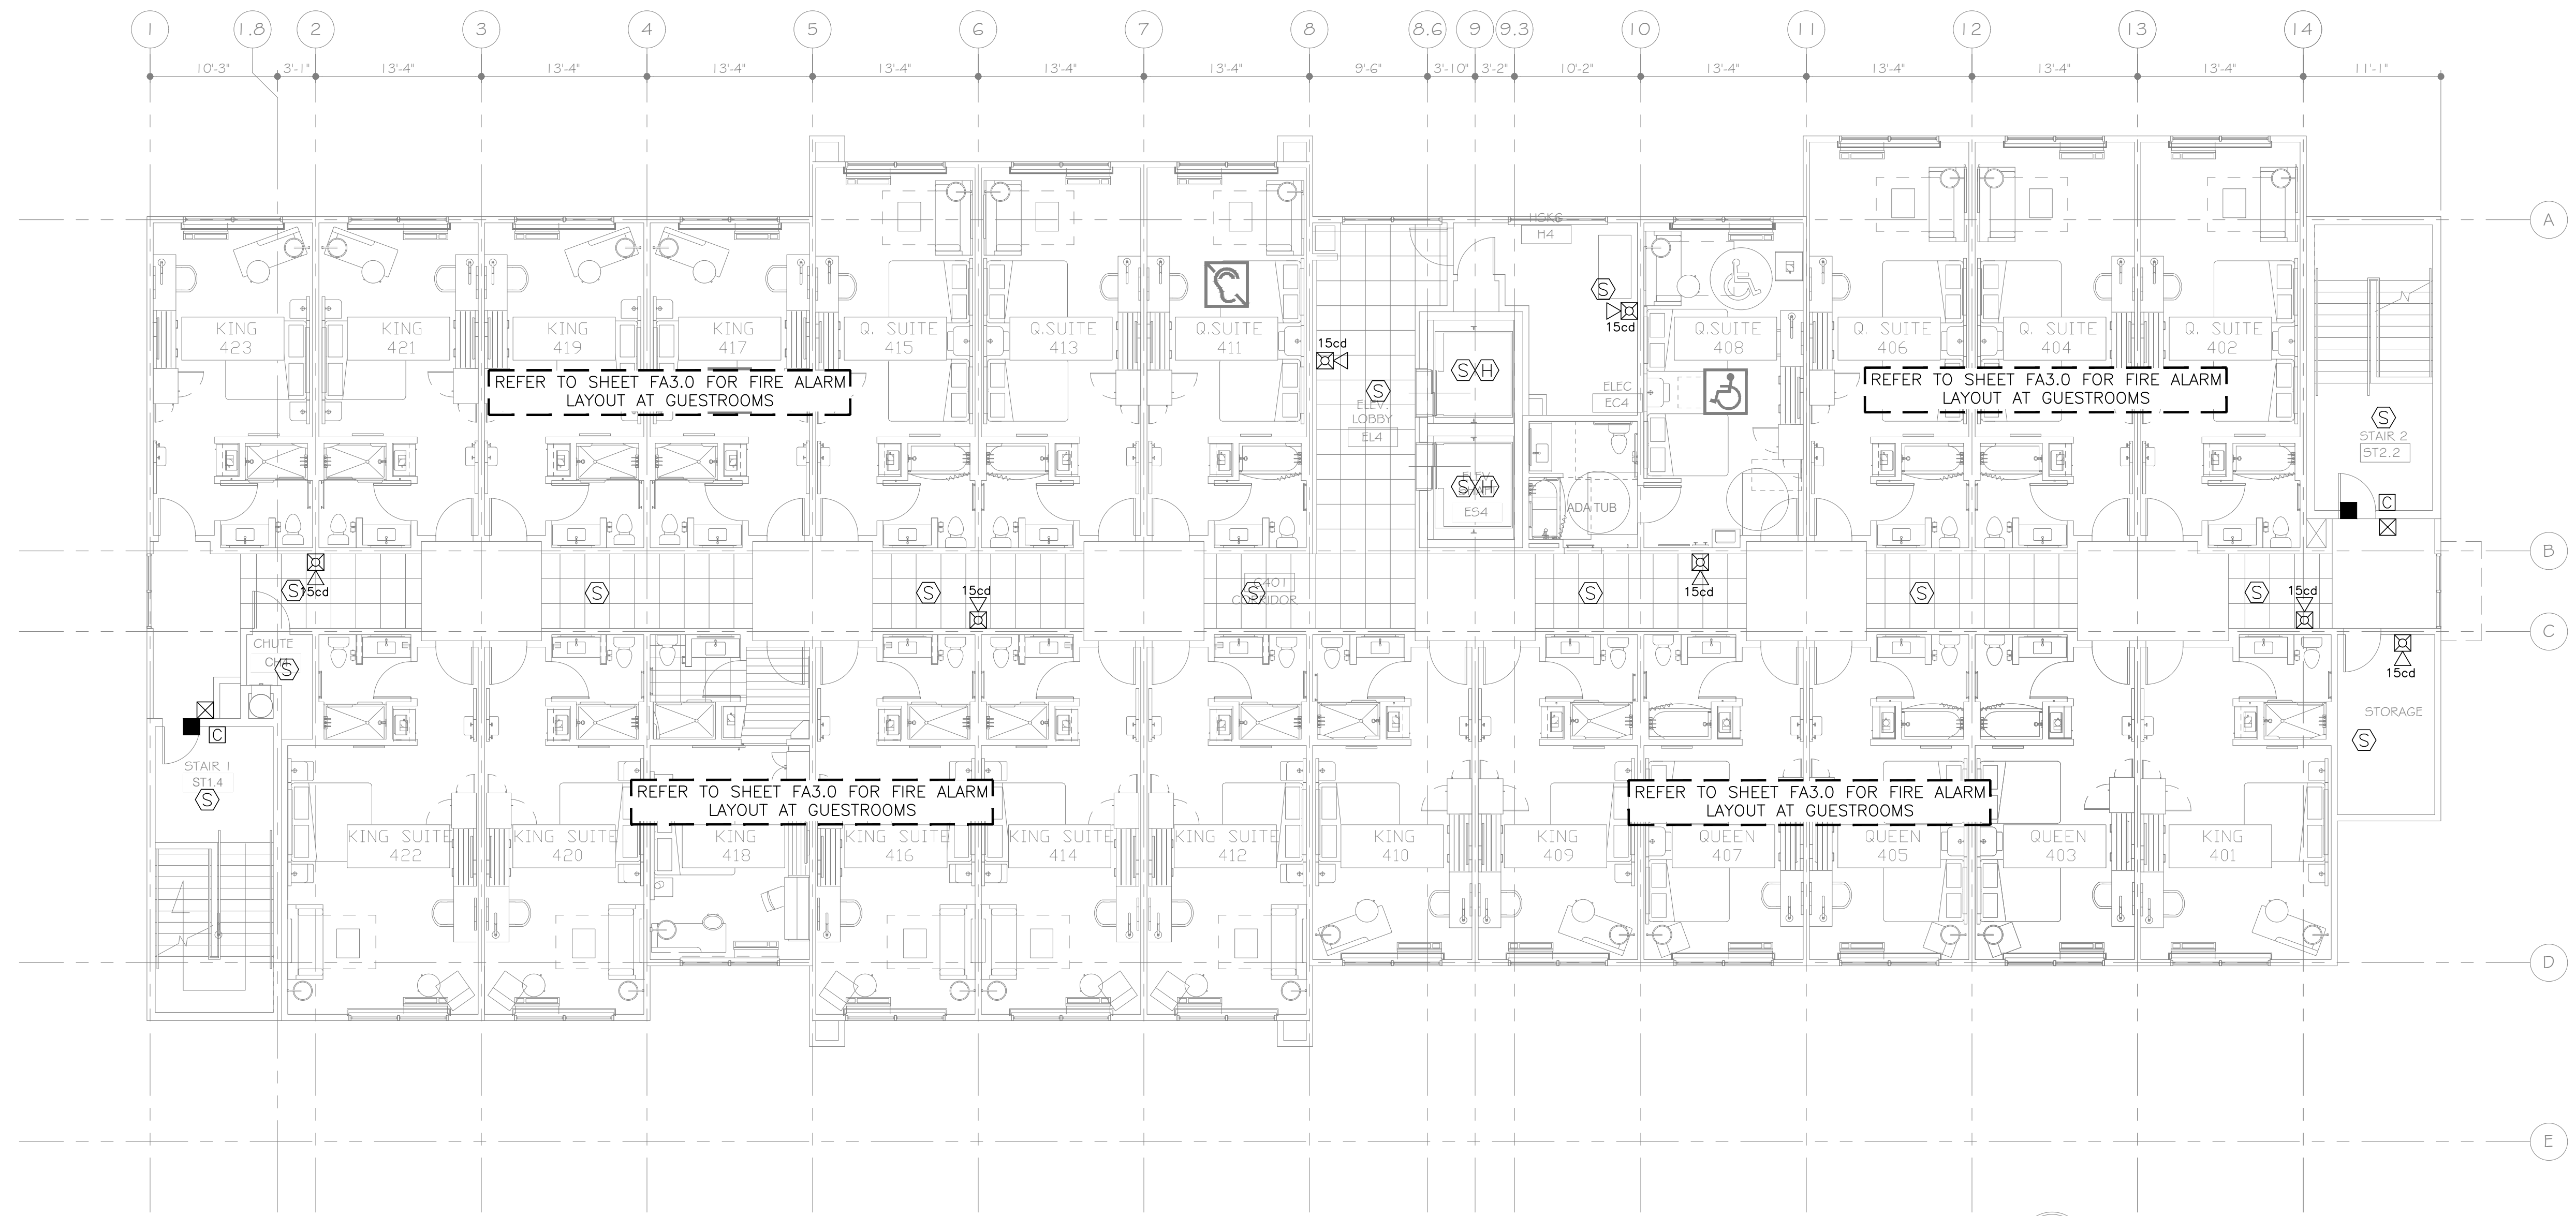 1 1.8 2 3 4 5 6 7 8 8.6 9 9.3 10 11 12 13 14
10'-3" 3'-1" 13'-4" 13'-4" 13'-4" 13'-4" 13'-4" 13'-4" 9'-6" 3'-10" 3'-2" 10'-2" 13'-4" 13'-4" 13'-4" 13'-4" 11'-1"
A
HSKG
H4
S
15cd
KING
423
KING
421
KING
419
KING
417
Q. SUITE
415
Q.SUITE
413
Q.SUITE
411
15cd
Q.SUITE
408
Q. SUITE
406
Q. SUITE
404
Q. SUITE
402
REFER TO SHEET FA3.0 FOR FIRE ALARM
LAYOUT AT GUESTROOMS
REFER TO SHEET FA3.0 FOR FIRE ALARM
LAYOUT AT GUESTROOMS
S
ELEV.
LOBBY
EL4
S H
ELEC
EC4
S
STAIR 2
ST2.2
S H
ES4
ADA TUB
C
B
S
15cd
S
S
15cd
C401
CORRIDOR
S
S
15cd
S
S
15cd
C
CHUTE
S
15cd
C
STORAGE
S
STAIR 1
ST1.4
S
REFER TO SHEET FA3.0 FOR FIRE ALARM
LAYOUT AT GUESTROOMS
REFER TO SHEET FA3.0 FOR FIRE ALARM
LAYOUT AT GUESTROOMS
KING SUITE
422
KING SUITE
420
KING
418
KING SUITE
416
KING SUITE
414
KING SUITE
412
KING
410
KING
409
QUEEN
407
QUEEN
405
QUEEN
403
KING
401
D
E